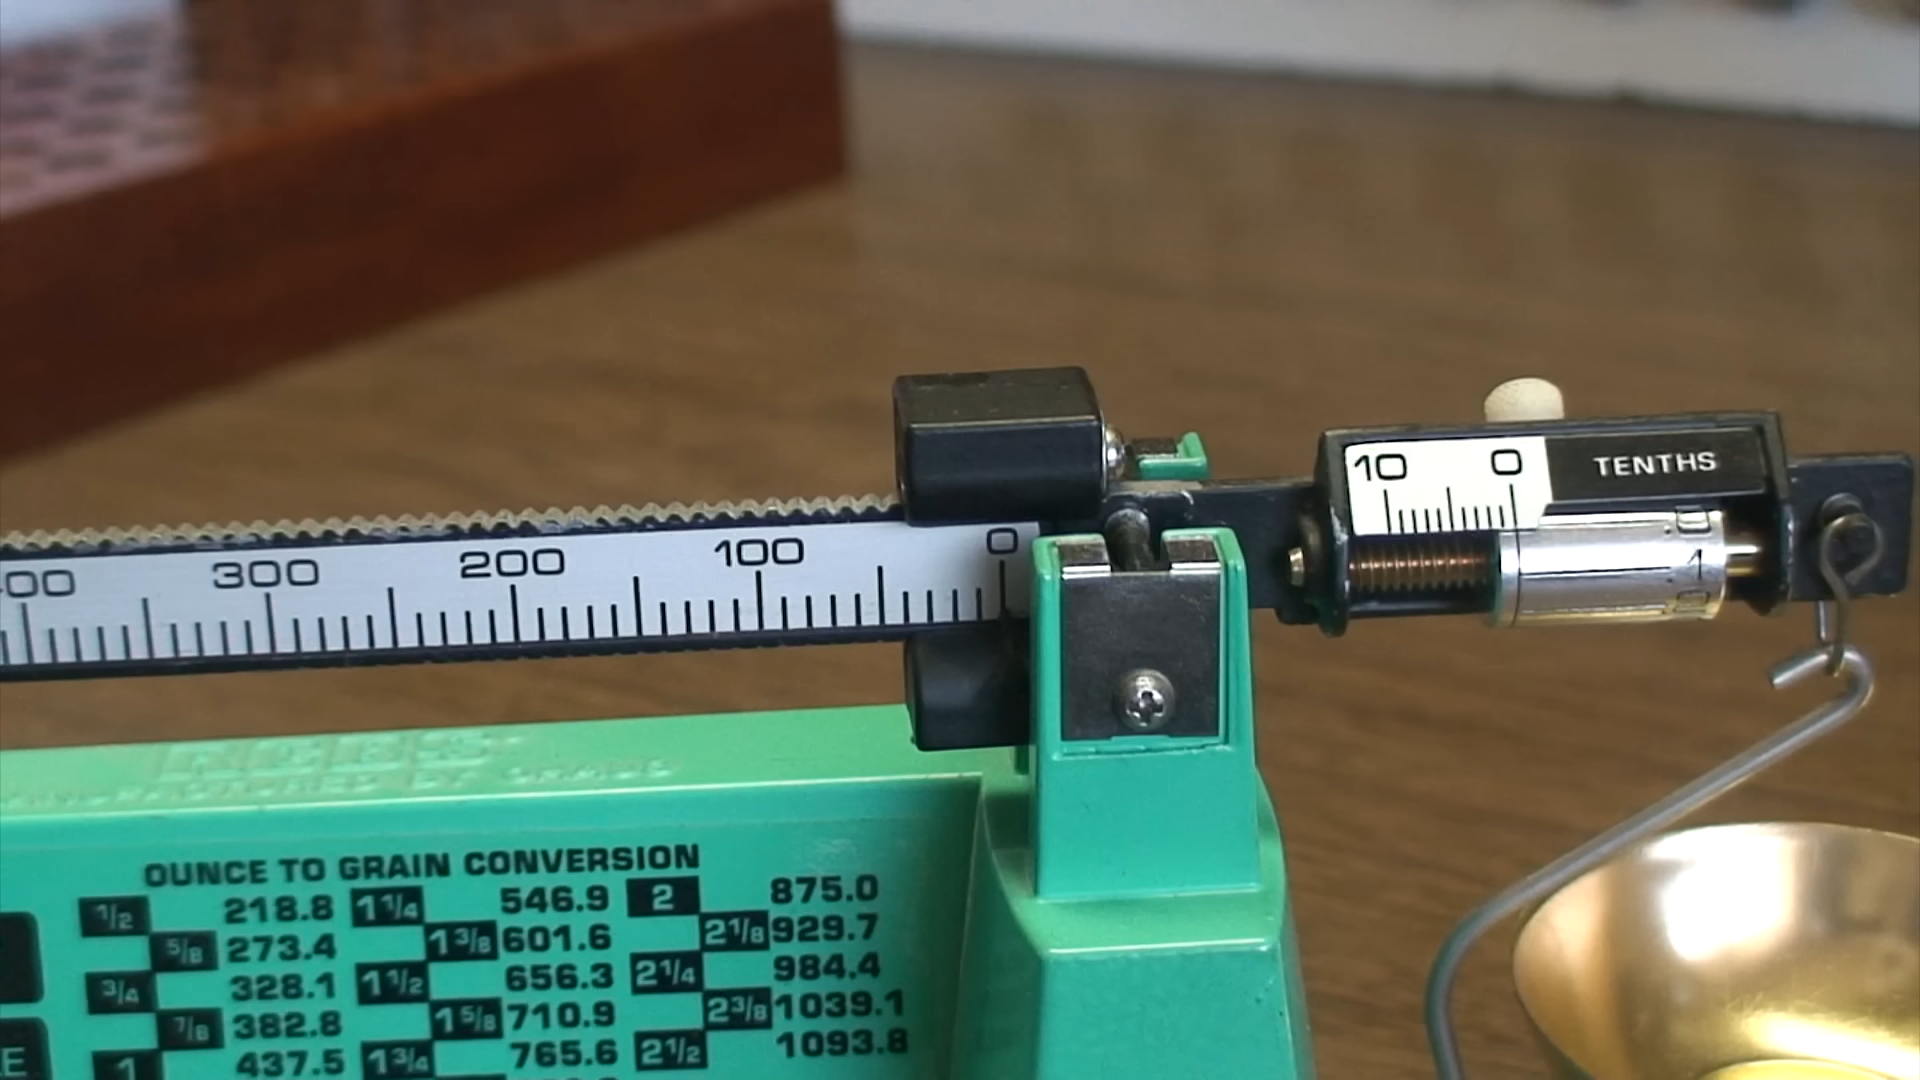 10 0 TENTHS
0
.1
300 200 100 0
RCBS
OUNCE TO GRAIN CONVERSION
1/2 218.8 1 1/4 546.9 2 875.0
5/8 273.4 1 3/8 601.6 2 1/8 929.7
3/4 328.1 1 1/2 656.3 2 1/4 984.4
7/8 382.8 1 5/8 710.9 2 3/8 1039.1
1 437.5 1 3/4 765.6 2 1/2 1093.8